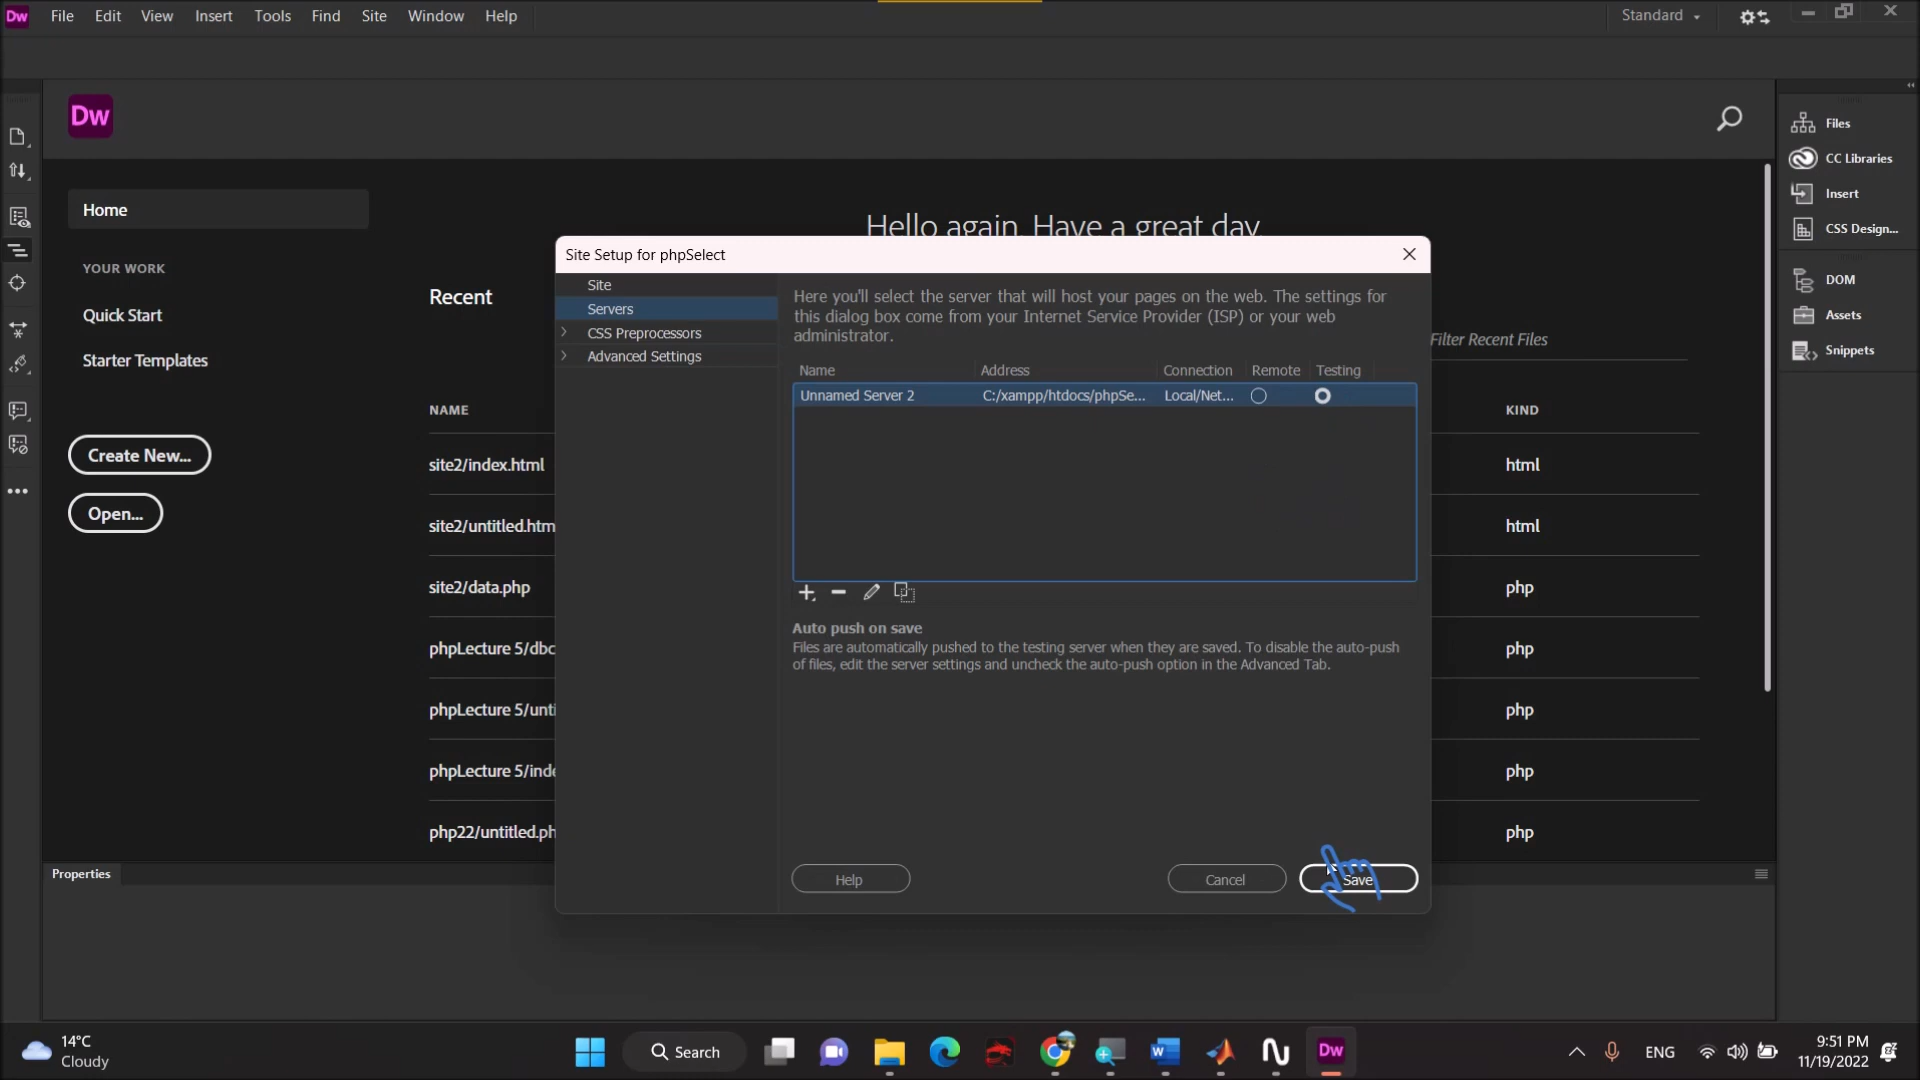 Dw File Edit View Insert Tools Find Site Window Help Standard
Dw
Home
YOUR WORK
Quick Start
Starter Templates
Create New...
Open...
Hello again. Have a great day.
Recent
Filter Recent Files
NAME KIND
site2/index.html html
site2/untitled.htm html
site2/data.php php
phpLecture 5/dbc php
phpLecture 5/unti php
phpLecture 5/inde php
php22/untitled.ph php
Site Setup for phpSelect
Site
Servers
CSS Preprocessors
Advanced Settings
Here you'll select the server that will host your pages on the web. The settings for
this dialog box come from your Internet Service Provider (ISP) or your web
administrator.
Name Address Connection Remote Testing
Unnamed Server 2 C:/xampp/htdocs/phpSe... Local/Net...
Auto push on save
Files are automatically pushed to the testing server when they are saved. To disable the auto-push
of files, edit the server settings and uncheck the auto-push option in the Advanced Tab.
Help Cancel Save
Files
CC Libraries
Insert
CSS Design...
DOM
Assets
Snippets
Properties
14°C
Cloudy
Search
W
Dw
ENG
9:51 PM
11/19/2022